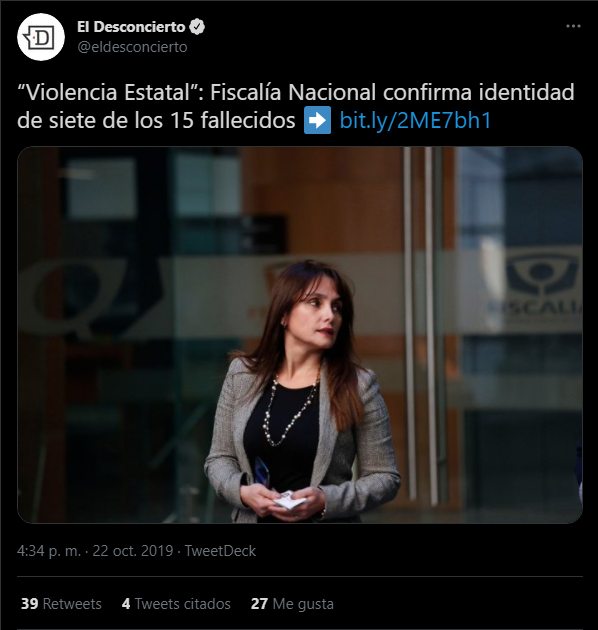 El Desconcierto
@eldesconcierto
“Violencia Estatal”: Fiscalía Nacional confirma identidad
de siete de los 15 fallecidos ➡️ bit.ly/2ME7bh1
FISCALÍA
4:34 p. m. · 22 oct. 2019 · TweetDeck
39 Retweets 4 Tweets citados 27 Me gusta